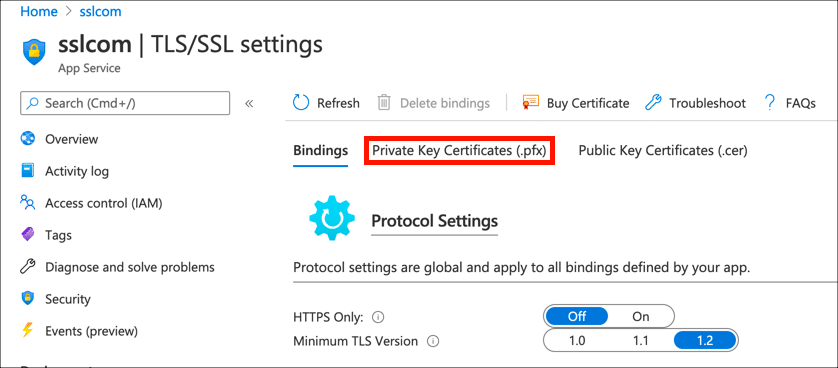 Home > sslcom
sslcom | TLS/SSL settings
App Service
Search (Cmd+/)
«
Refresh
Delete bindings
Buy Certificate
Troubleshoot
? FAQs
Overview
Activity log
Access control (IAM)
Tags
Diagnose and solve problems
Security
Events (preview)
Bindings
Private Key Certificates (.pfx)
Public Key Certificates (.cer)
Protocol Settings
Protocol settings are global and apply to all bindings defined by your app.
HTTPS Only: Off On
Minimum TLS Version 1.0 1.1 1.2